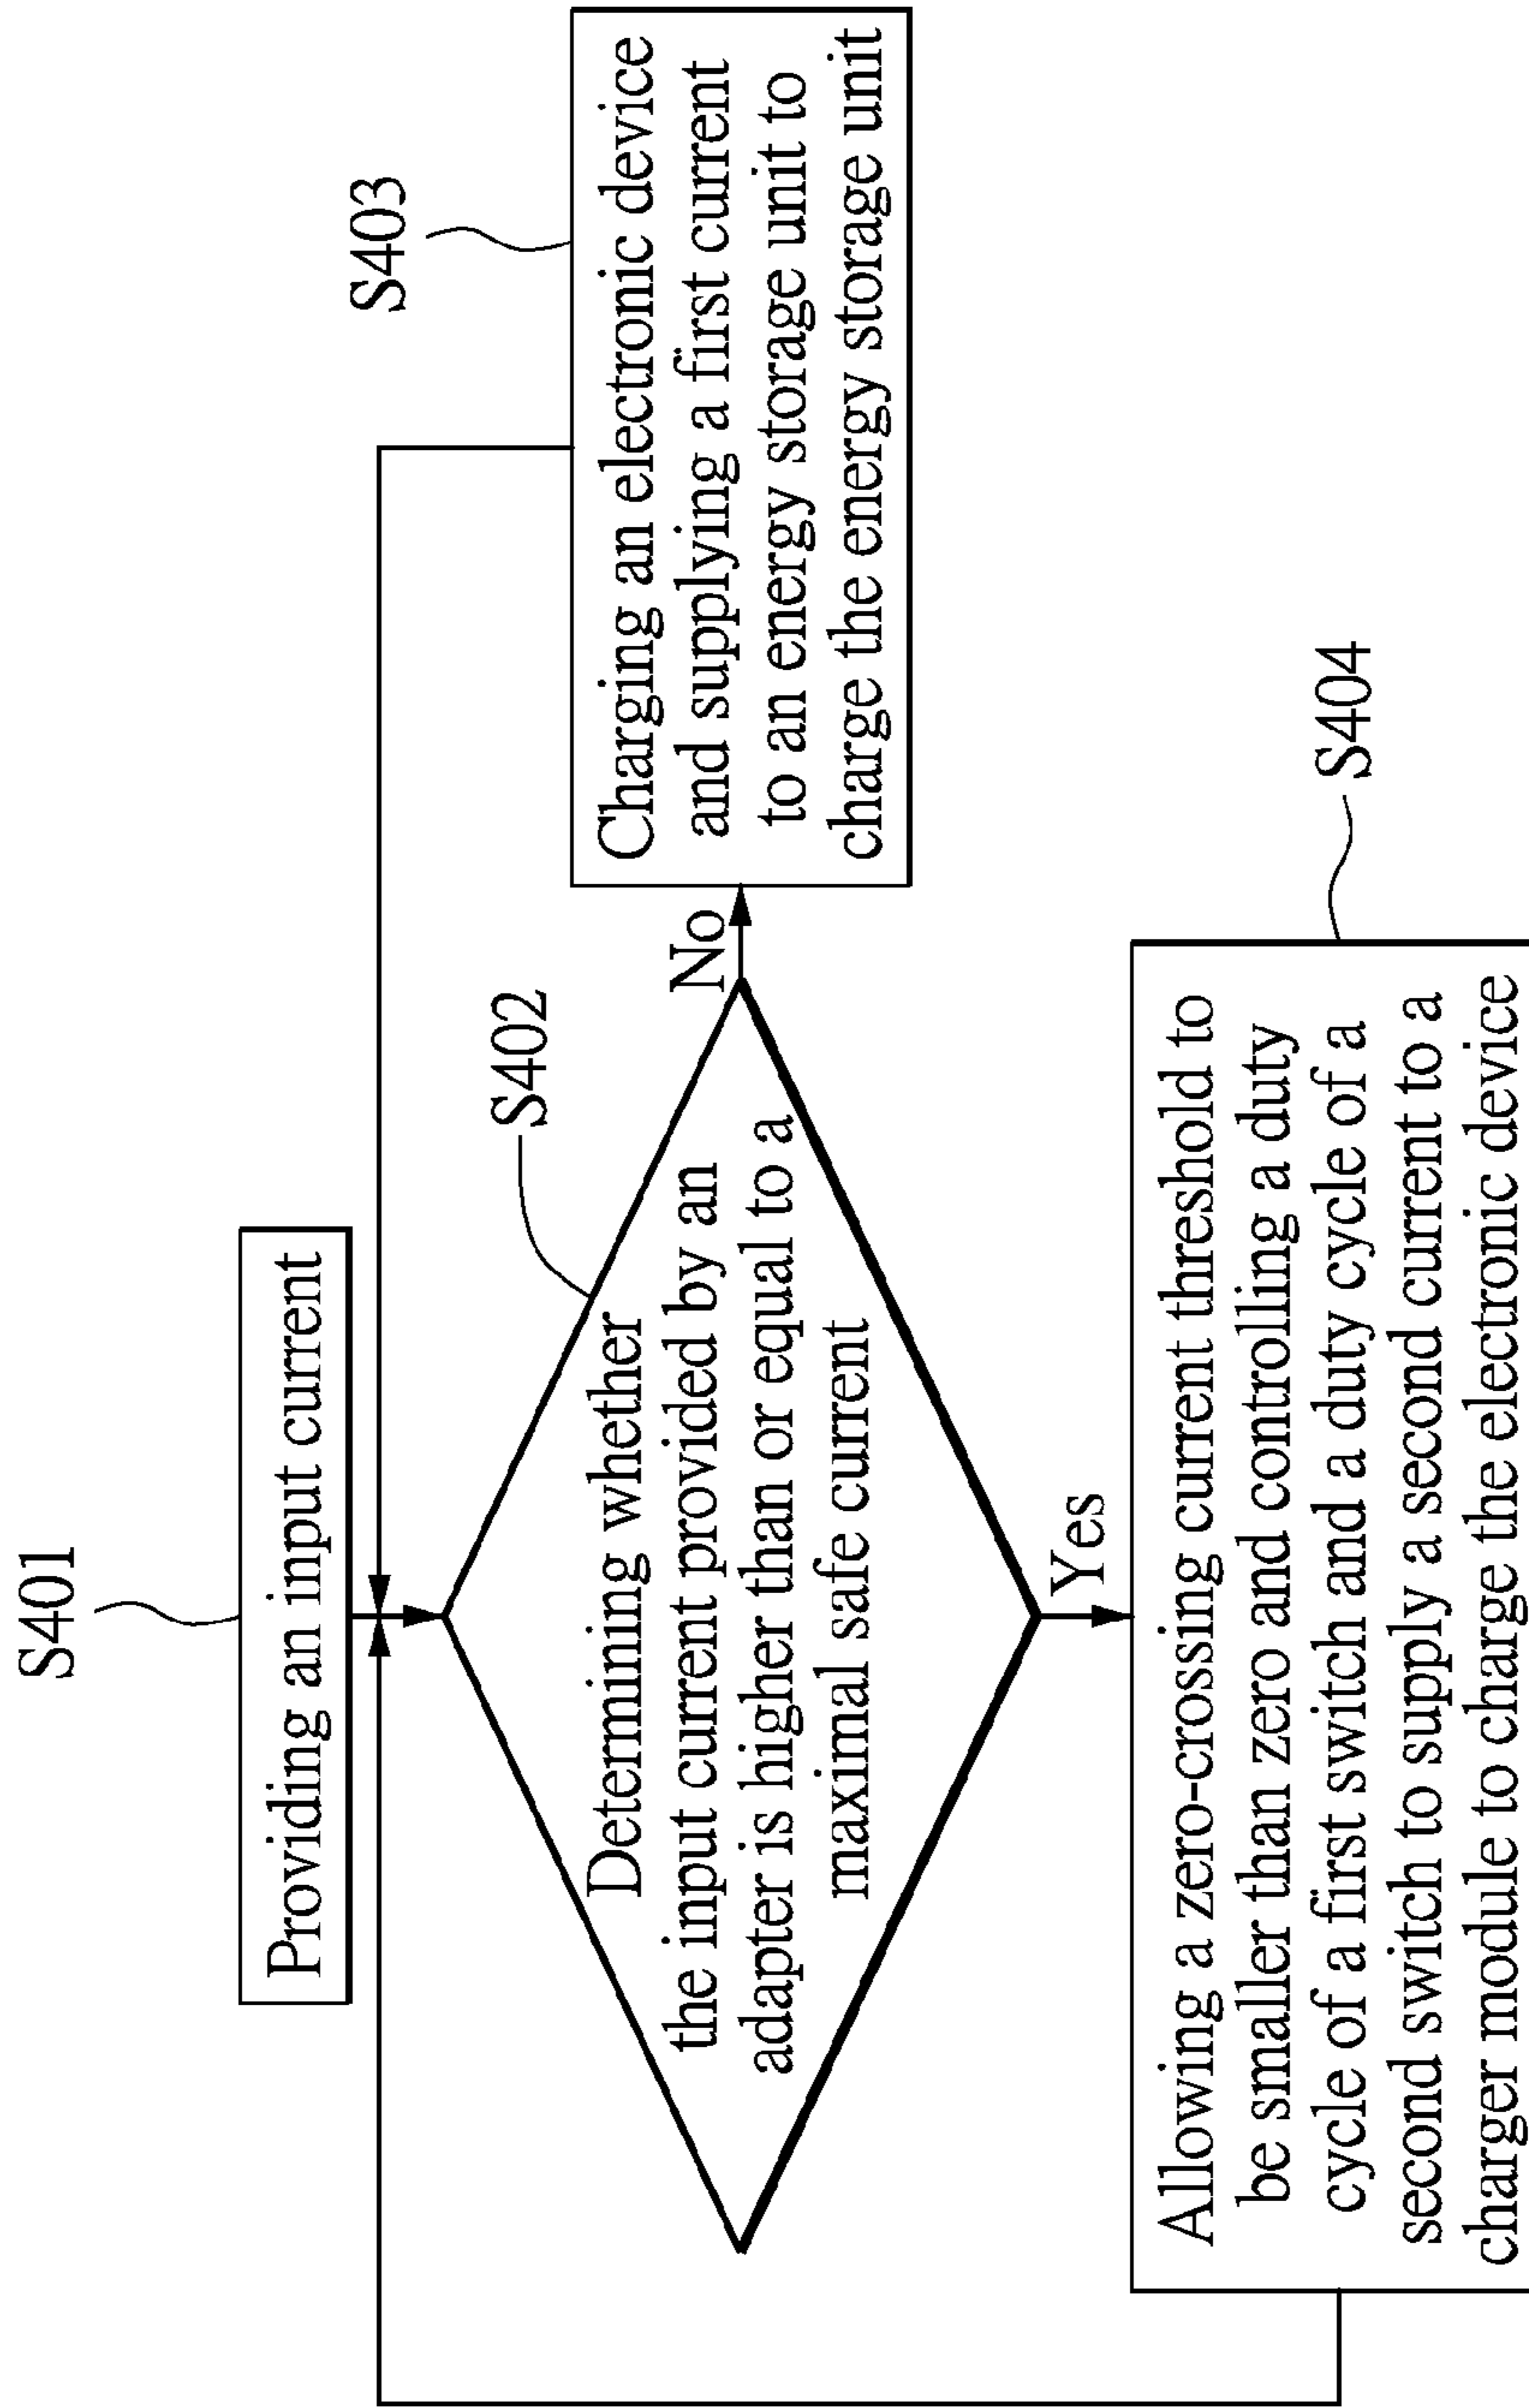 S401
Providing an input current
S402
Determining whether
the input current provided by an
adapter is higher than or equal to a
maximal safe current
No
S403
Charging an electronic device
and supplying a first current
to an energy storage unit to
charge the energy storage unit
Yes
S404
Allowing a zero-crossing current threshold to
be smaller than zero and controlling a duty
cycle of a first switch and a duty cycle of a
second switch to supply a second current to a
charger module to charge the electronic device